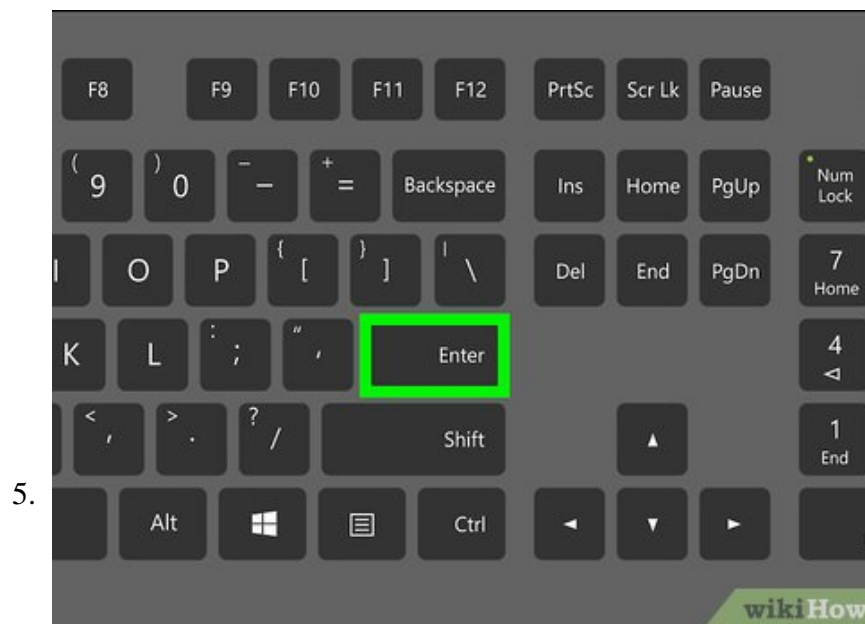 F8 F9 F10 F11 F12 PrtSc Scr Lk Pause
( 9 ) 0 – — + = Backspace Ins Home PgUp Num Lock
O P { [ } ] | \ Del End PgDn 7 Home
K L : ; " ' Enter 4 ⊲
< , > . ? / Shift ▲ 1 End
5. Alt Ctrl ◄ ▼ ►
wikiHow